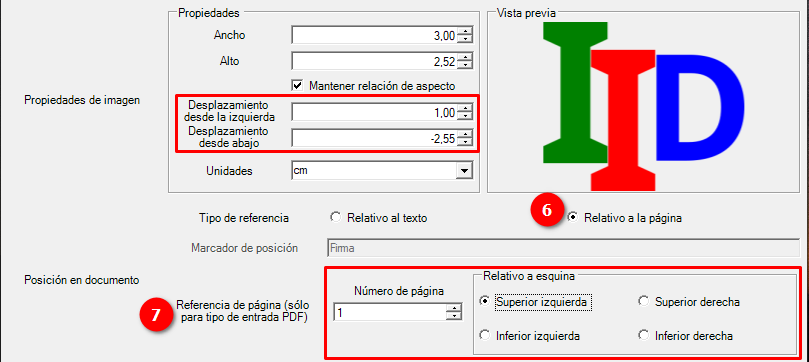 Propiedades
Ancho
3,00
Alto
2,52
Mantener relación de aspecto
Propiedades de imagen
Desplazamiento
desde la izquierda
1,00
Desplazamiento
desde abajo
-2,55
Unidades
cm
Vista previa
IID
Tipo de referencia
Relativo al texto
6
Relativo a la página
Marcador de posición
Firma
Posición en documento
7
Referencia de página (sólo
para tipo de entrada PDF)
Número de página
1
Relativo a esquina
Superior izquierda
Superior derecha
Inferior izquierda
Inferior derecha